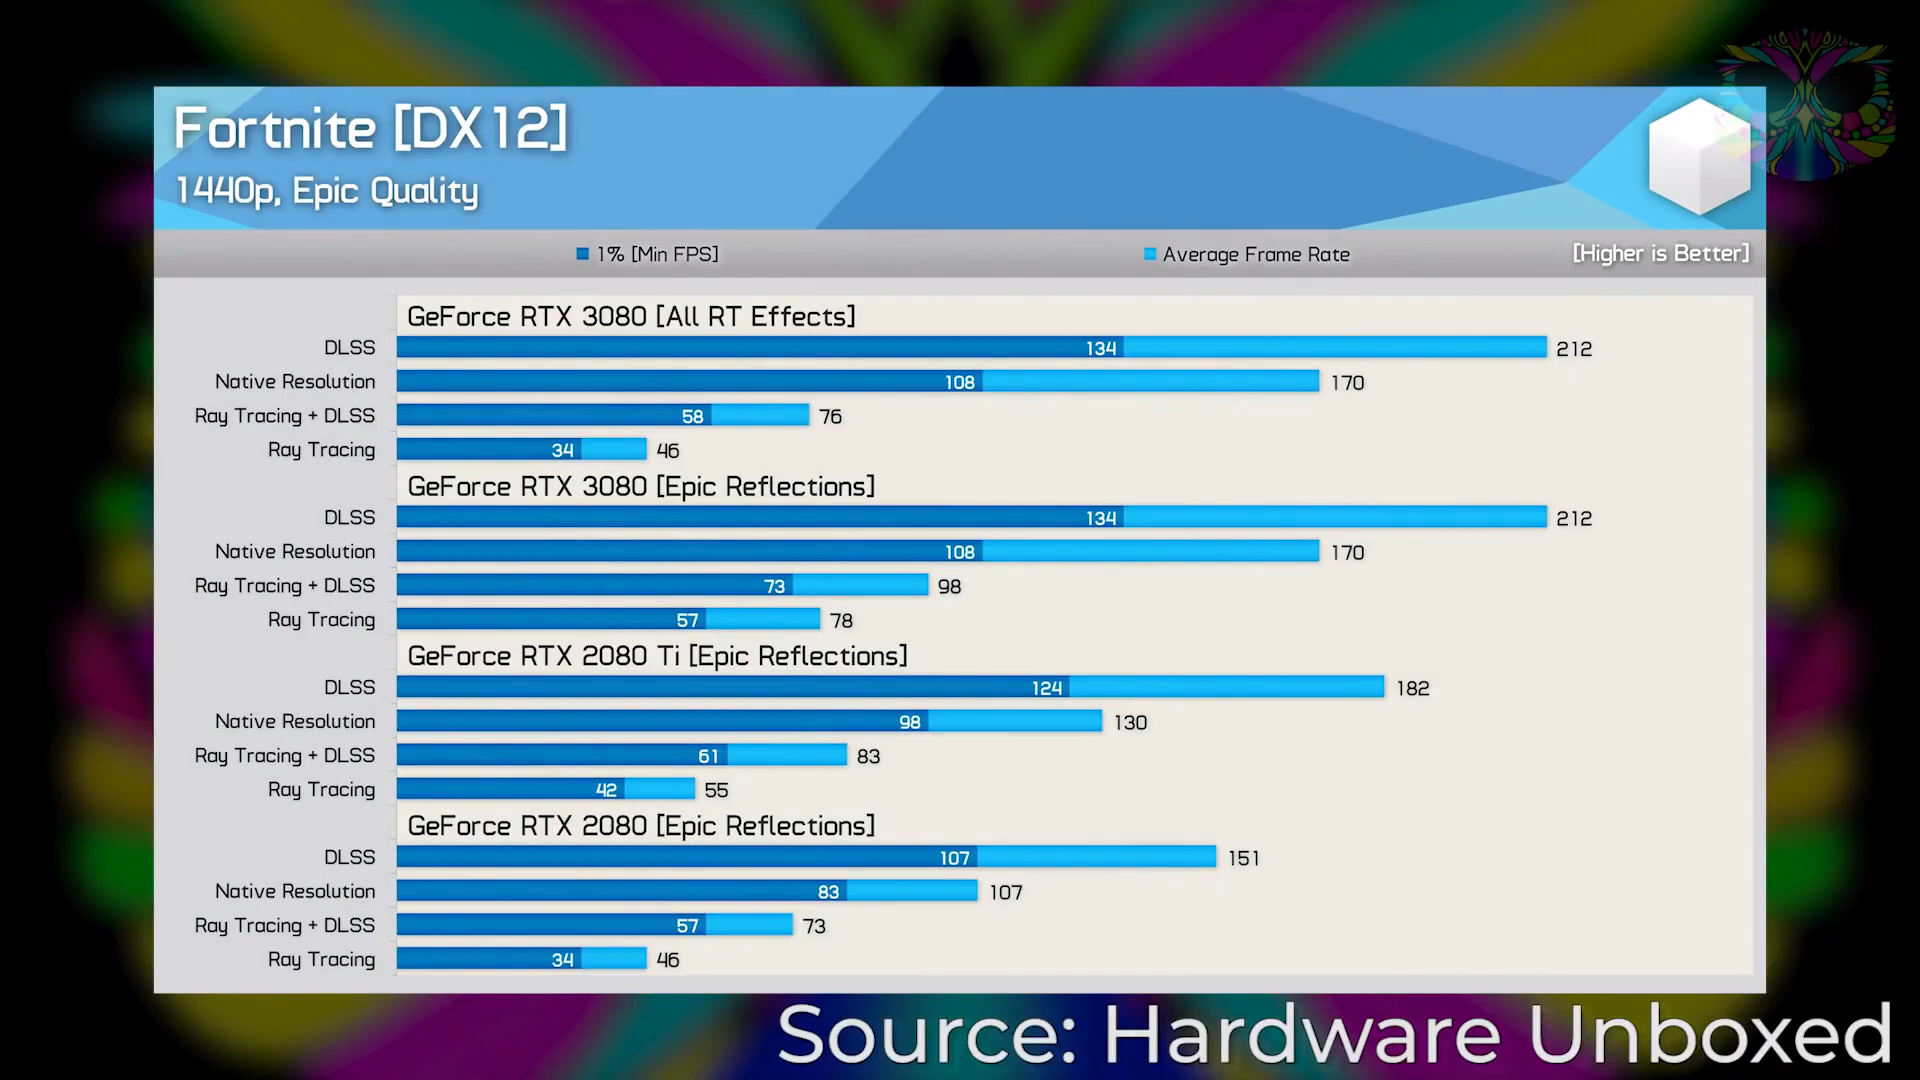 Fortnite [DX12]
1440p, Epic Quality
1% [Min FPS]
Average Frame Rate
[Higher is Better]
GeForce RTX 3080 [All RT Effects]
DLSS 134 212
Native Resolution 108 170
Ray Tracing + DLSS 58 76
Ray Tracing 34 46
GeForce RTX 3080 [Epic Reflections]
DLSS 134 212
Native Resolution 108 170
Ray Tracing + DLSS 73 98
Ray Tracing 57 78
GeForce RTX 2080 Ti [Epic Reflections]
DLSS 124 182
Native Resolution 98 130
Ray Tracing + DLSS 61 83
Ray Tracing 42 55
GeForce RTX 2080 [Epic Reflections]
DLSS 107 151
Native Resolution 83 107
Ray Tracing + DLSS 57 73
Ray Tracing 34 46
Source: Hardware Unboxed